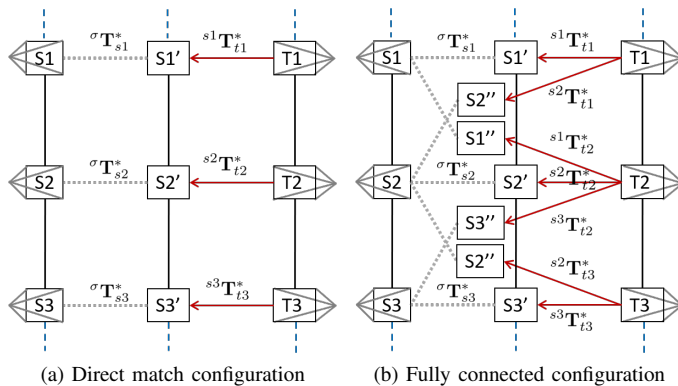 S1 σT*s1 S1′ s1T*t1 T1
S2 σT*s2 S2′ s2T*t2 T2
S3 σT*s3 S3′ s3T*t3 T3
(a) Direct match configuration
S1 σT*s1 S1′ s1T*t1 T1
S2′′ s2T*t1
S1′′ s1T*t2
S2 σT*s2 S2′ s2T*t2 T2
S3′′ s3T*t2
S2′′ s2T*t3
S3 σT*s3 S3′ s3T*t3 T3
(b) Fully connected configuration